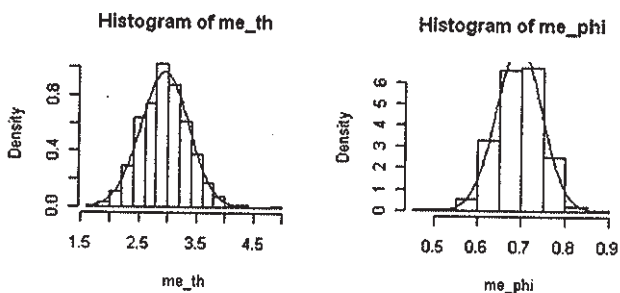 Histogram of me_th
Density
0.0 0.4 0.8
1.5 2.5 3.5 4.5
me_th
Histogram of me_phi
Density
0 1 2 3 4 5 6
0.5 0.6 0.7 0.8 0.9
me_phi